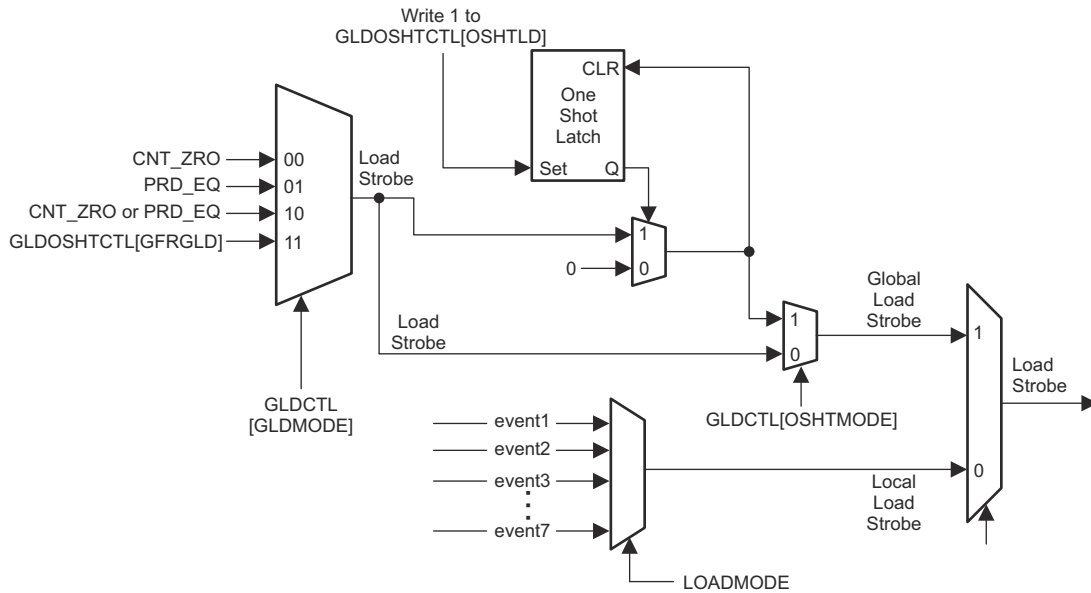 Write 1 to
GLDOSHTCTL[OSHTLD]
CLR
One
Shot
Latch
Set Q
CNT_ZRO 00
PRD_EQ 01
CNT_ZRO or PRD_EQ 10
GLDOSHTCTL[GFRGLD] 11
Load
Strobe
1
0 0
GLDCTL
[GLDMODE]
Load
Strobe
1
0
GLDCTL[OSHTMODE]
Global
Load
Strobe
1
0
Load
Strobe
event1
event2
event3
event7
Local
Load
Strobe
LOADMODE